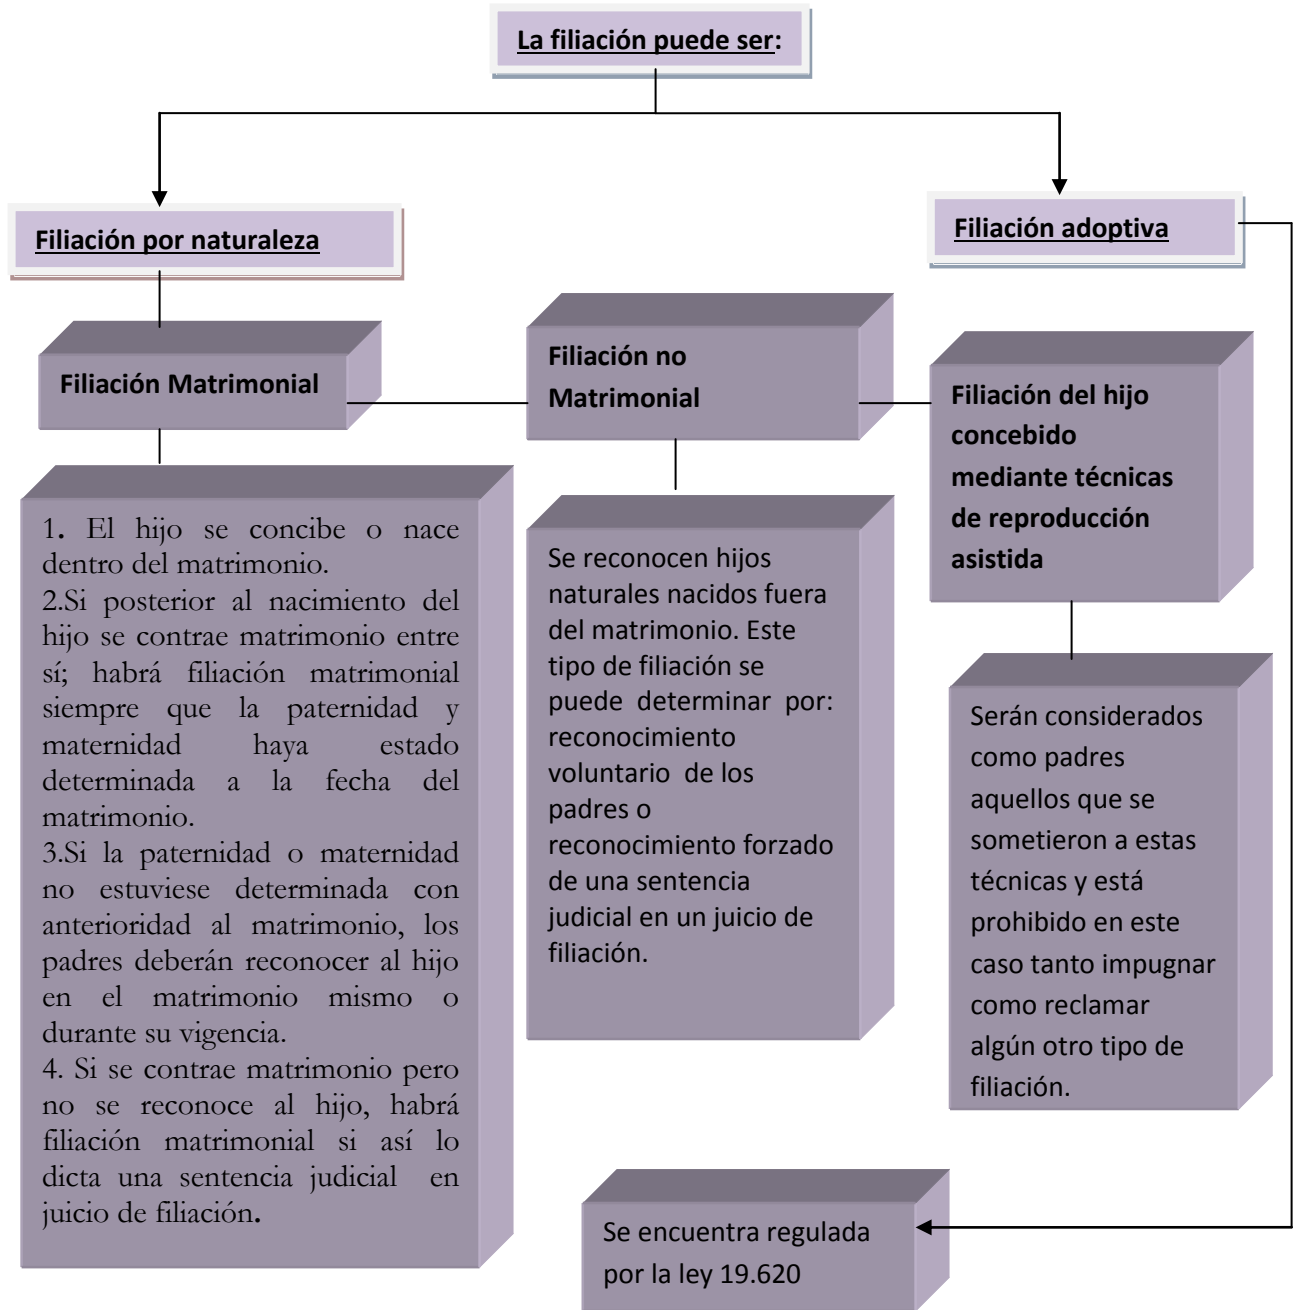 La filiación puede ser:
Filiación por naturaleza
Filiación adoptiva
Filiación Matrimonial
Filiación no
Matrimonial
Filiación del hijo
concebido
mediante técnicas
de reproducción
asistida
1. El hijo se concibe o nace
dentro del matrimonio.
2.Si posterior al nacimiento del
hijo se contrae matrimonio entre
sí; habrá filiación matrimonial
siempre que la paternidad y
maternidad haya estado
determinada a la fecha del
matrimonio.
3.Si la paternidad o maternidad
no estuviese determinada con
anterioridad al matrimonio, los
padres deberán reconocer al hijo
en el matrimonio mismo o
durante su vigencia.
4. Si se contrae matrimonio pero
no se reconoce al hijo, habrá
filiación matrimonial si así lo
dicta una sentencia judicial en
juicio de filiación.
Se reconocen hijos
naturales nacidos fuera
del matrimonio. Este
tipo de filiación se
puede determinar por:
reconocimiento
voluntario de los
padres o
reconocimiento forzado
de una sentencia
judicial en un juicio de
filiación.
Serán considerados
como padres
aquellos que se
sometieron a estas
técnicas y está
prohibido en este
caso tanto impugnar
como reclamar
algún otro tipo de
filiación.
Se encuentra regulada
por la ley 19.620